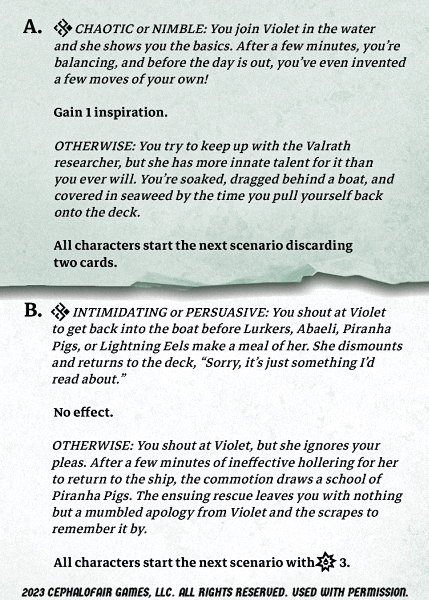 A. CHAOTIC or NIMBLE: You join Violet in the water
and she shows you the basics. After a few minutes, you're
balancing, and before the day is out, you've even invented
a few moves of your own!
Gain 1 inspiration.
OTHERWISE: You try to keep up with the Valrath
researcher, but she has more innate talent for it than
you ever will. You're soaked, dragged behind a boat, and
covered in seaweed by the time you pull yourself back
onto the deck.
All characters start the next scenario discarding
two cards.
B. INTIMIDATING or PERSUASIVE: You shout at Violet
to get back into the boat before Lurkers, Abaeli, Piranha
Pigs, or Lightning Eels make a meal of her. She dismounts
and returns to the deck, “Sorry, it's just something I'd
read about.”
No effect.
OTHERWISE: You shout at Violet, but she ignores your
pleas. After a few minutes of ineffective hollering for her
to return to the ship, the commotion draws a school of
Piranha Pigs. The ensuing rescue leaves you with nothing
but a mumbled apology from Violet and the scrapes to
remember it by.
All characters start the next scenario with 3.
2023 CEPHALOFAIR GAMES, LLC. ALL RIGHTS RESERVED. USED WITH PERMISSION.